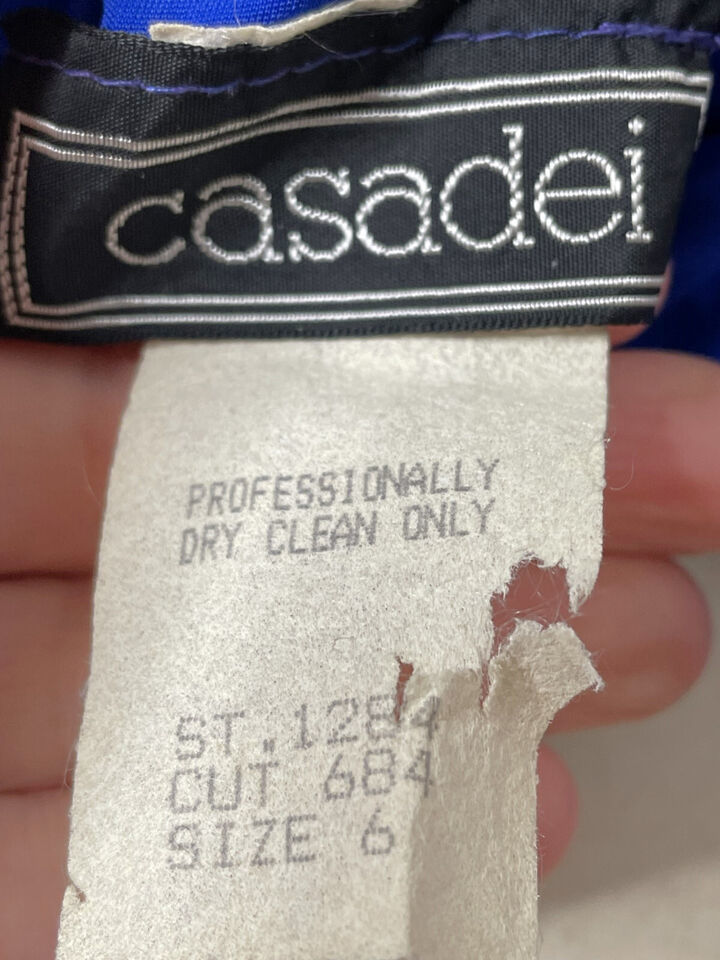 casadei
PROFESSIONALLY
DRY CLEAN ONLY
ST.1284
CUT 684
SIZE 6